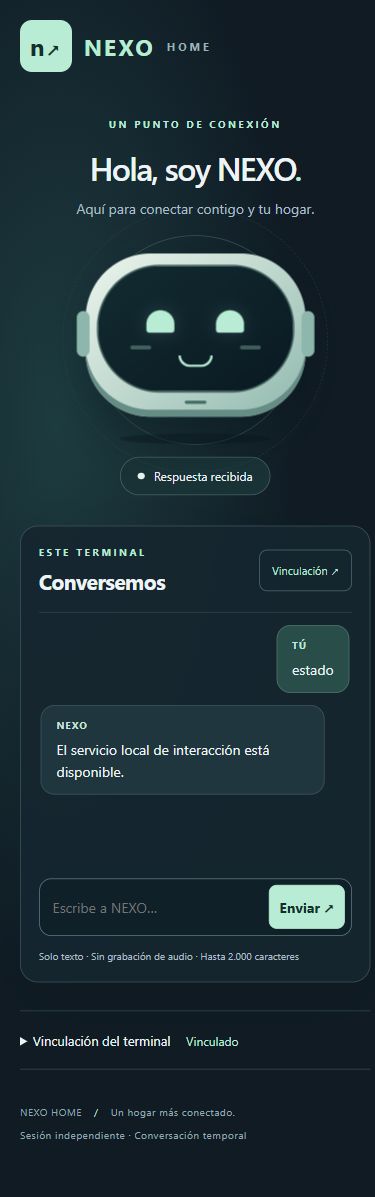 n↗ NEXO HOME
UN PUNTO DE CONEXIÓN
Hola, soy NEXO.
Aquí para conectar contigo y tu hogar.
Respuesta recibida
ESTE TERMINAL
Conversemos
Vinculación ↗
TÚ
estado
NEXO
El servicio local de interacción está
disponible.
Escribe a NEXO...
Enviar ↗
Solo texto · Sin grabación de audio · Hasta 2.000 caracteres
▶ Vinculación del terminal Vinculado
NEXO HOME / Un hogar más conectado.
Sesión independiente · Conversación temporal